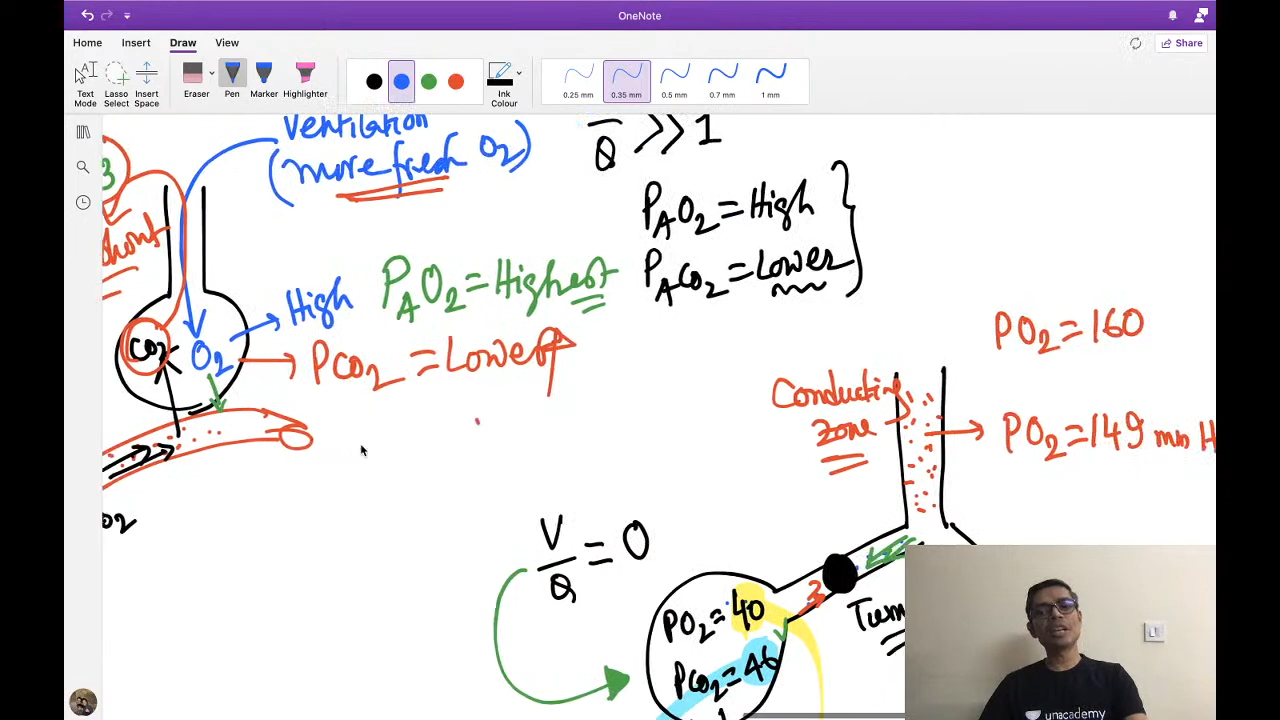 OneNote
Home Insert Draw View
Share
Text Mode
Lasso Select
Insert Space
Eraser
Pen
Marker
Highlighter
Ink Colour
0.25 mm
0.35 mm
0.5 mm
0.7 mm
1 mm
Ventilation
(more fresh O2)
Q >> 1
PAO2 = High
PACO2 = Lower
3
Shunt
High
PAO2 = Highest
CO2
O2
PCO2 = Lowest
PO2 = 160
Conducting
zone
PO2 = 149 mm H
V/Q = 0
PO2 = 40
PCO2 = 46
unacademy